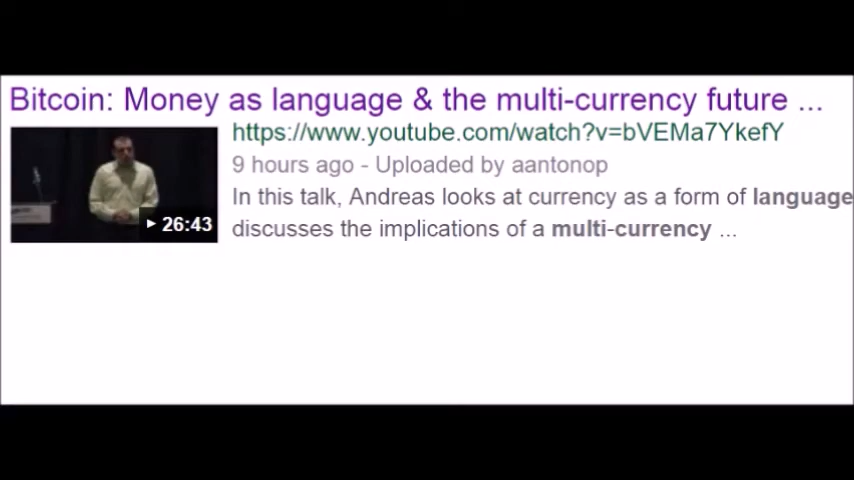 Bitcoin: Money as language & the multi-currency future ...
https://www.youtube.com/watch?v=bVEMa7YkefY
9 hours ago - Uploaded by aantonop
In this talk, Andreas looks at currency as a form of language
discusses the implications of a multi-currency ...
26:43